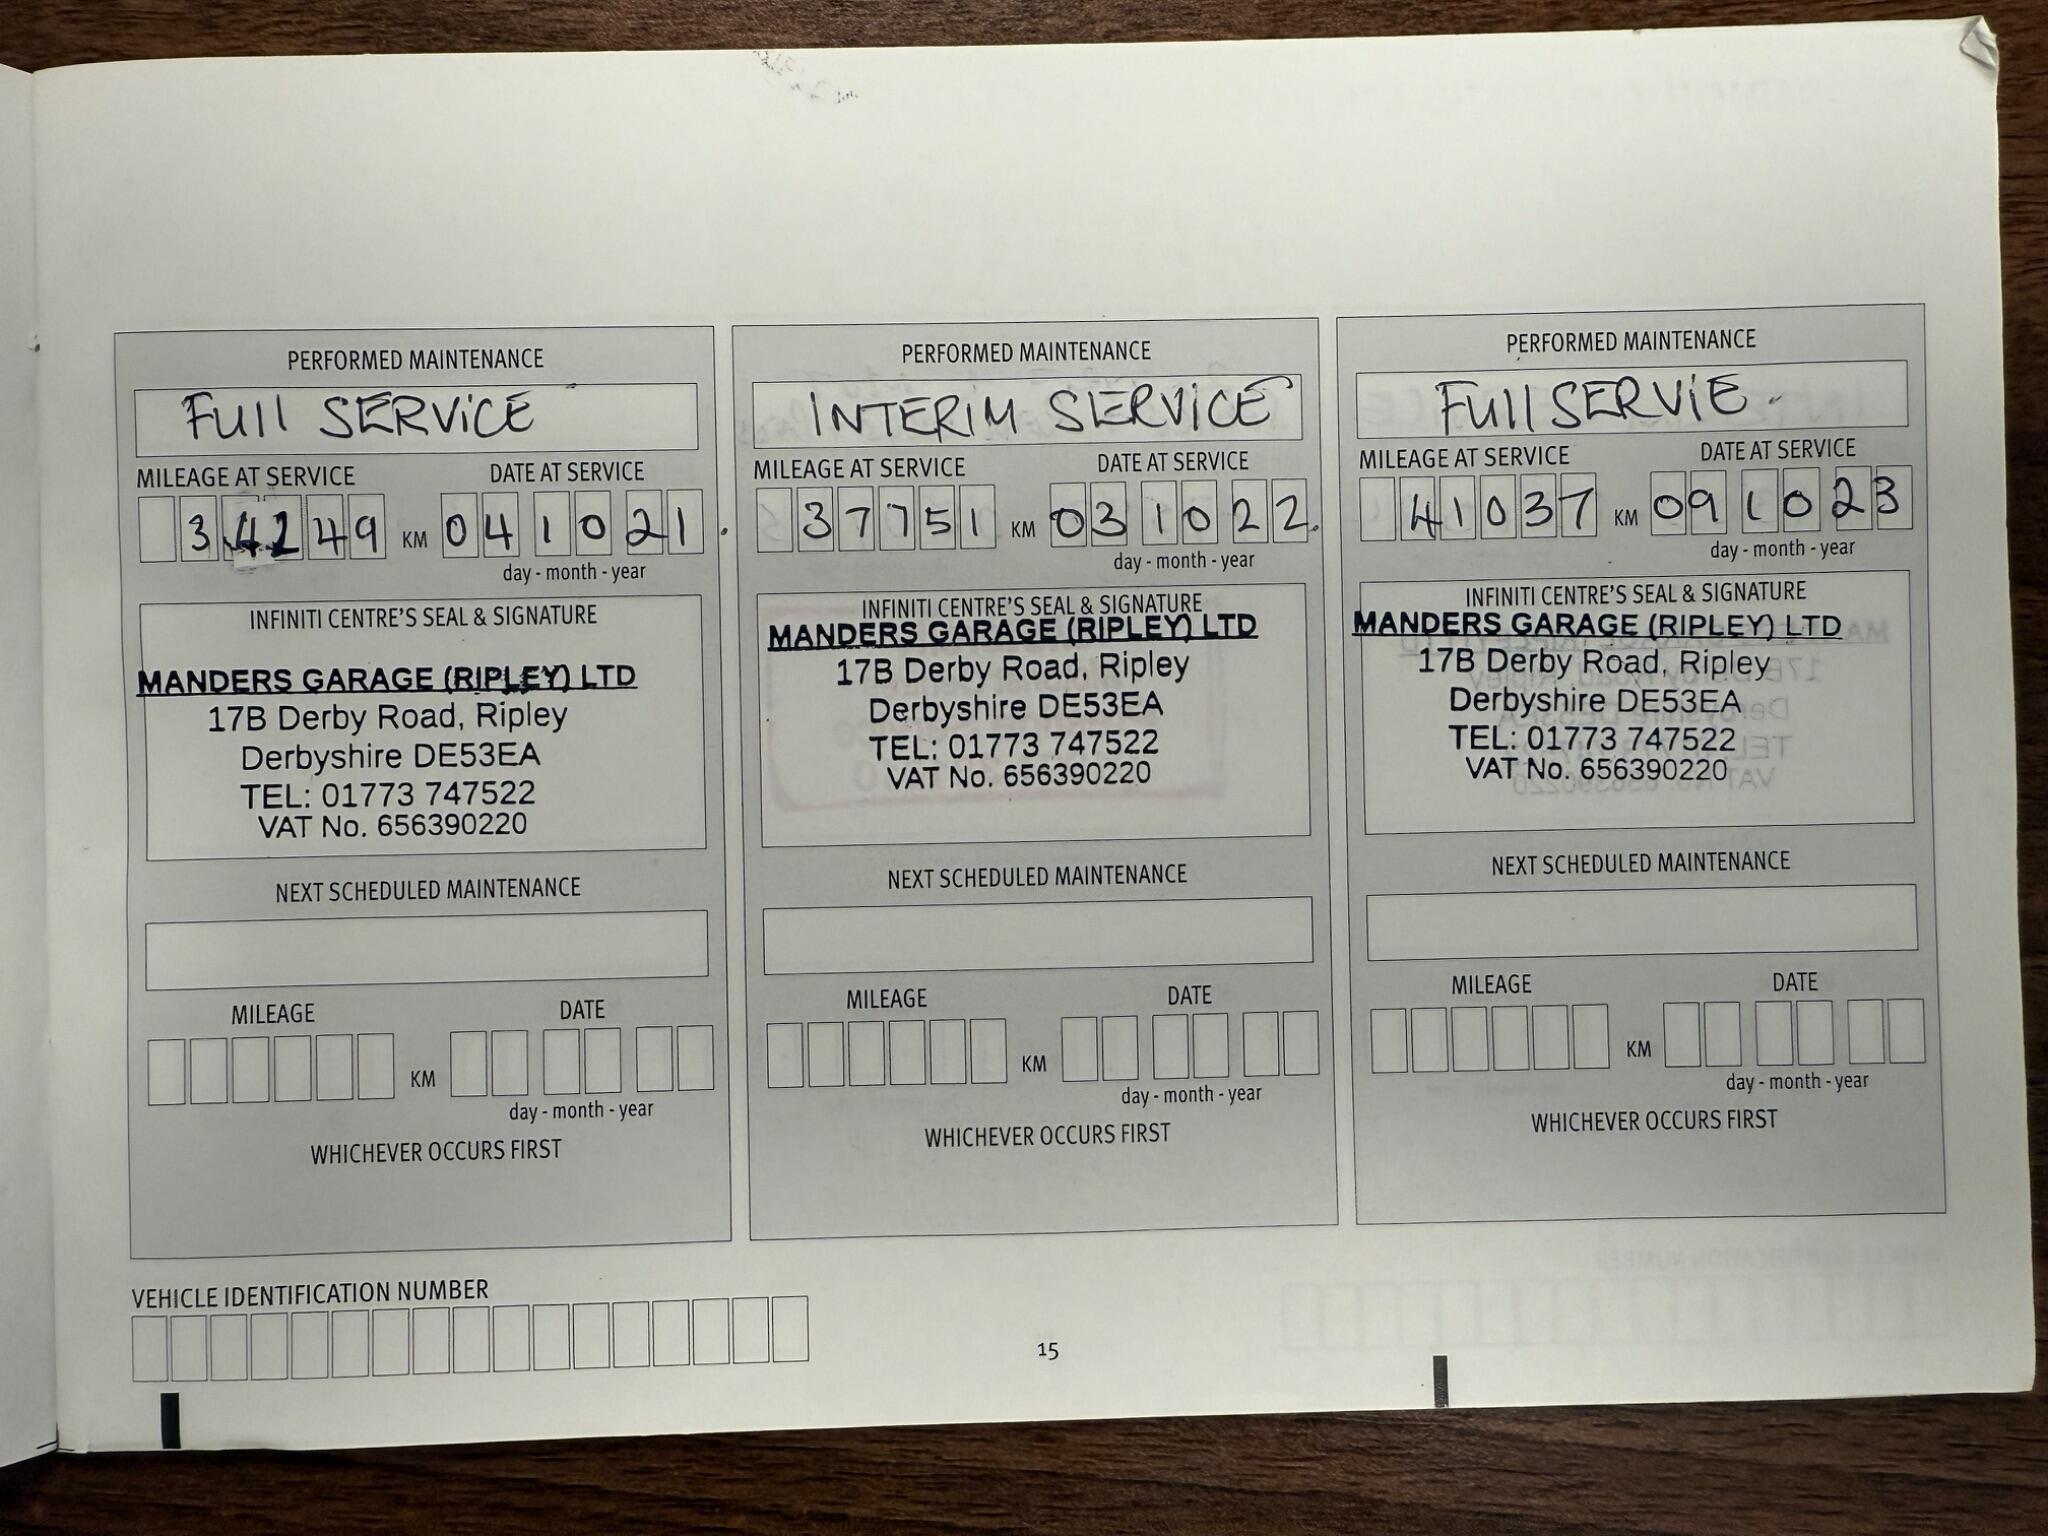 PERFORMED MAINTENANCE
FUll SERViCE
MILEAGE AT SERVICE DATE AT SERVICE
34249 KM 041021.
day - month - year
INFINITI CENTRE'S SEAL & SIGNATURE
MANDERS GARAGE (RIPLEY) LTD
17B Derby Road, Ripley
Derbyshire DE53EA
TEL: 01773 747522
VAT No. 656390220
NEXT SCHEDULED MAINTENANCE
MILEAGE DATE
KM
day - month - year
WHICHEVER OCCURS FIRST
PERFORMED MAINTENANCE
INTERIM SERVICE
MILEAGE AT SERVICE DATE AT SERVICE
37751 KM 031022.
day - month - year
INFINITI CENTRE'S SEAL & SIGNATURE
MANDERS GARAGE (RIPLEY) LTD
17B Derby Road, Ripley
Derbyshire DE53EA
TEL: 01773 747522
VAT No. 656390220
NEXT SCHEDULED MAINTENANCE
MILEAGE DATE
KM
day - month - year
WHICHEVER OCCURS FIRST
PERFORMED MAINTENANCE
FUll SERVIE.
MILEAGE AT SERVICE DATE AT SERVICE
41037 KM 091023
day - month - year
INFINITI CENTRE'S SEAL & SIGNATURE
MANDERS GARAGE (RIPLEY) LTD
17B Derby Road, Ripley
Derbyshire DE53EA
TEL: 01773 747522
VAT No. 656390220
NEXT SCHEDULED MAINTENANCE
MILEAGE DATE
KM
day - month - year
WHICHEVER OCCURS FIRST
VEHICLE IDENTIFICATION NUMBER
15